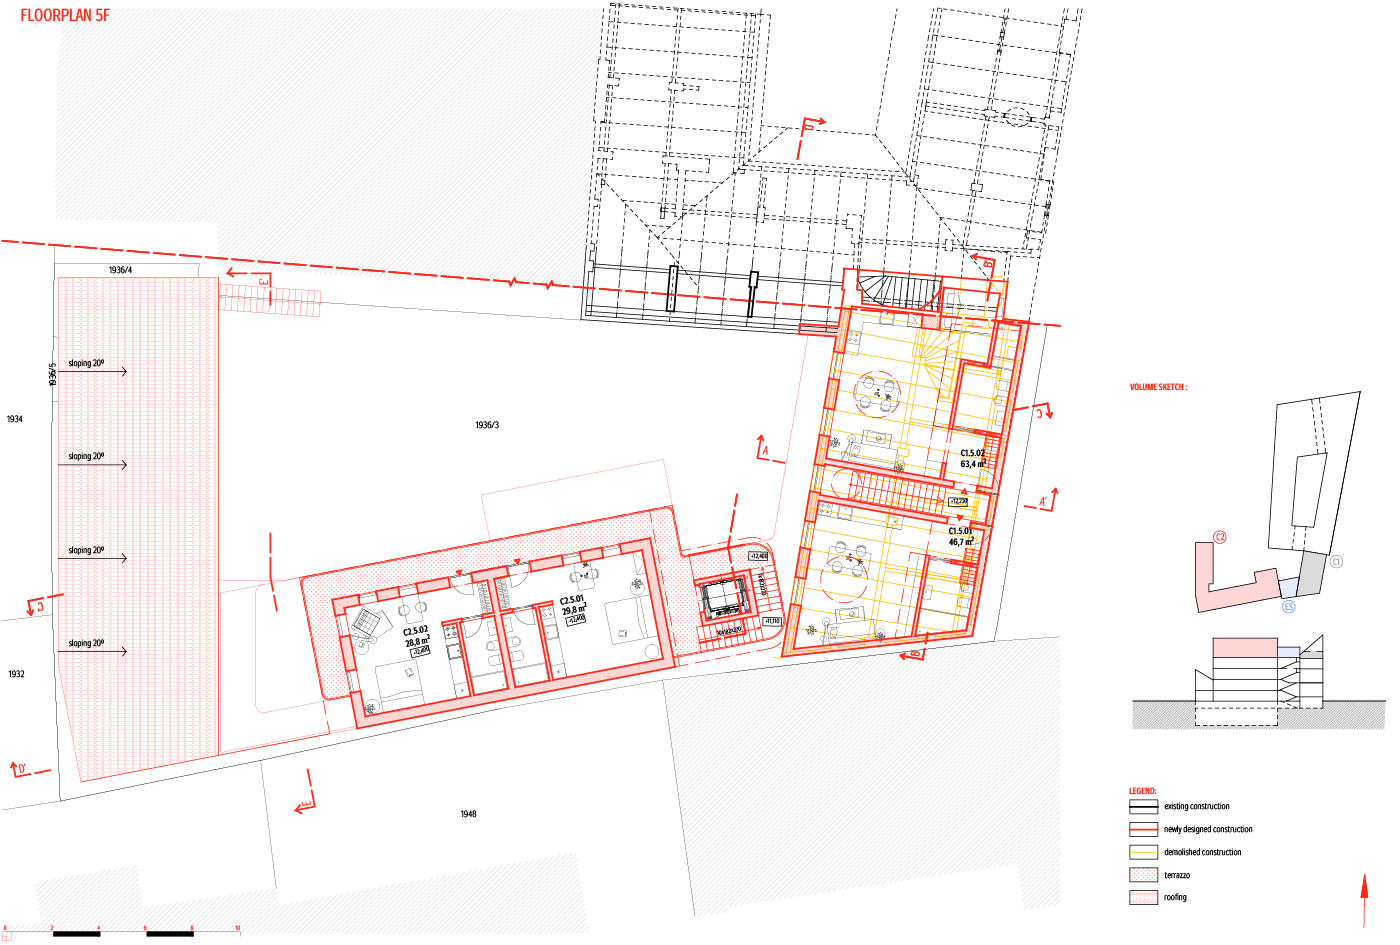 FLOORPLAN 5F
D
B
1936/4
E
sloping 20º
1936/5
1934
1936/3
C
A
C1.5.02
63,4 m²
sloping 20º
A'
+12,230
C1.5.01
46,7 m²
sloping 20º
+12,400
C2.5.01
29,8 m²
+12,400
C2.5.02
28,8 m²
+12,400
+11,110
C
sloping 20º
B'
1932
D'
E
1948
0 2 4 6 8 10
VOLUME SKETCH :
C2
C1
LEGEND:
existing construction
newly designed construction
demolished construction
terrazzo
roofing